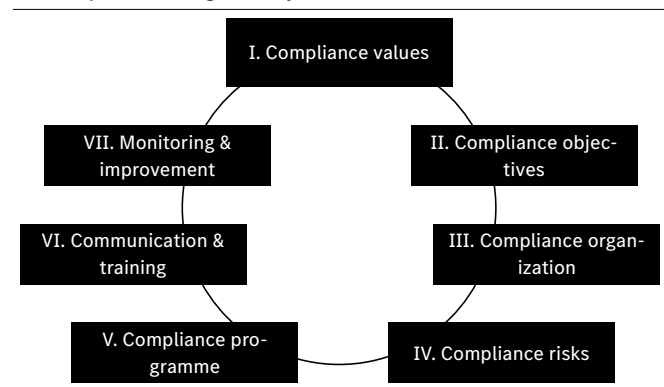 I. Compliance values
VII. Monitoring &
improvement
II. Compliance objec-
tives
VI. Communication &
training
III. Compliance organ-
ization
V. Compliance pro-
gramme
IV. Compliance risks